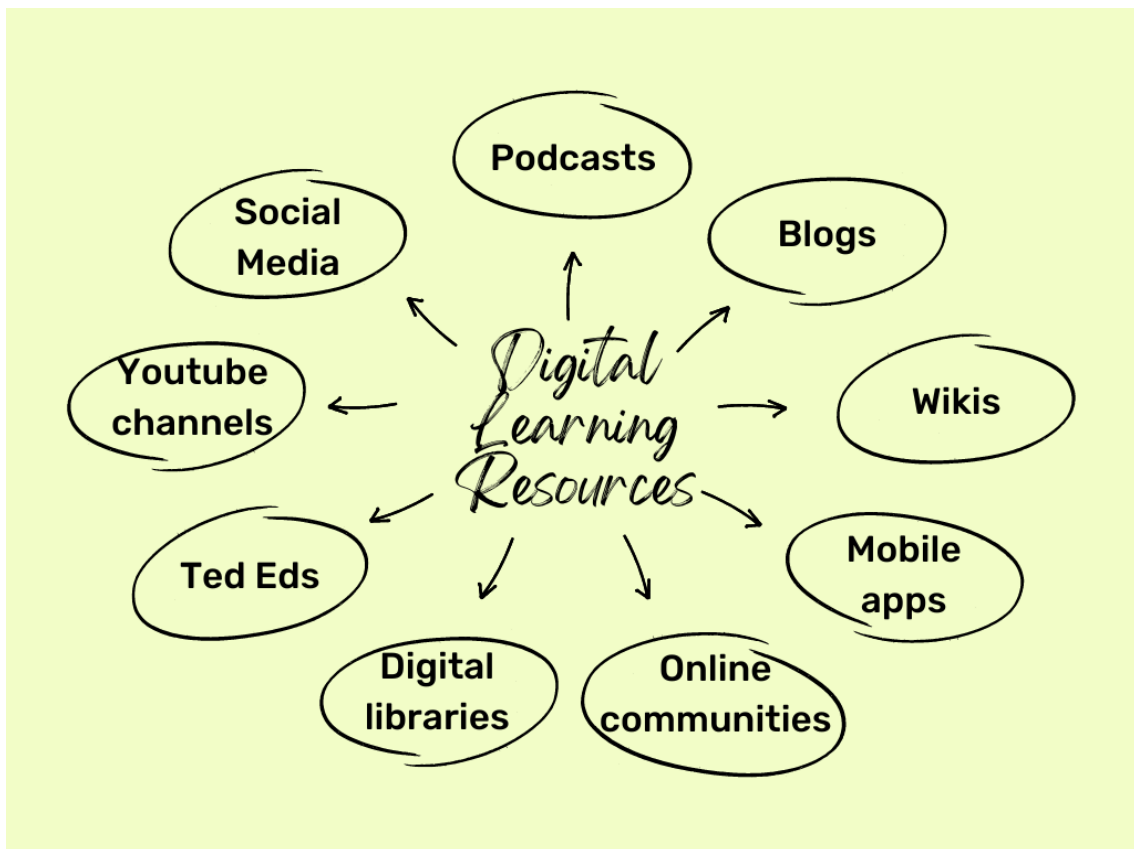 Podcasts
Social
Media
Blogs
Youtube
channels
Digital
Learning
Resources
Wikis
Ted Eds
Mobile
apps
Digital
libraries
Online
communities